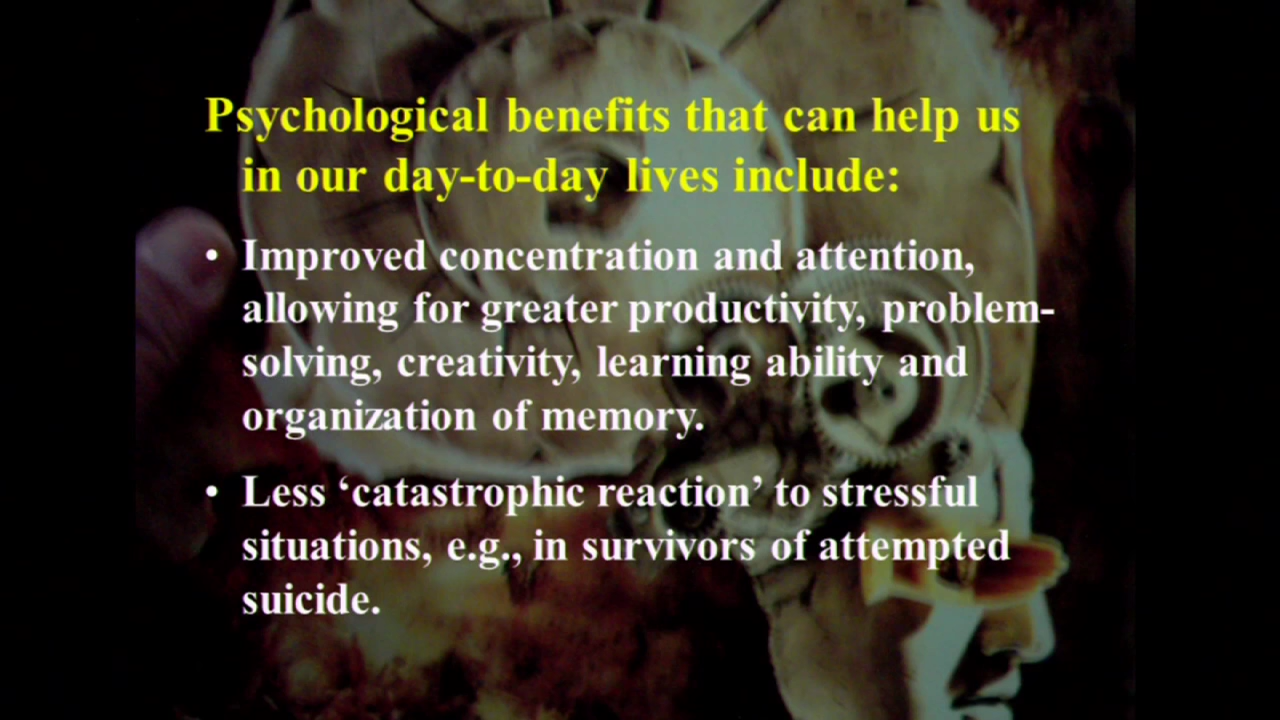 Psychological benefits that can help us
in our day-to-day lives include:
• Improved concentration and attention,
allowing for greater productivity, problem-
solving, creativity, learning ability and
organization of memory.
• Less ‘catastrophic reaction’ to stressful
situations, e.g., in survivors of attempted
suicide.